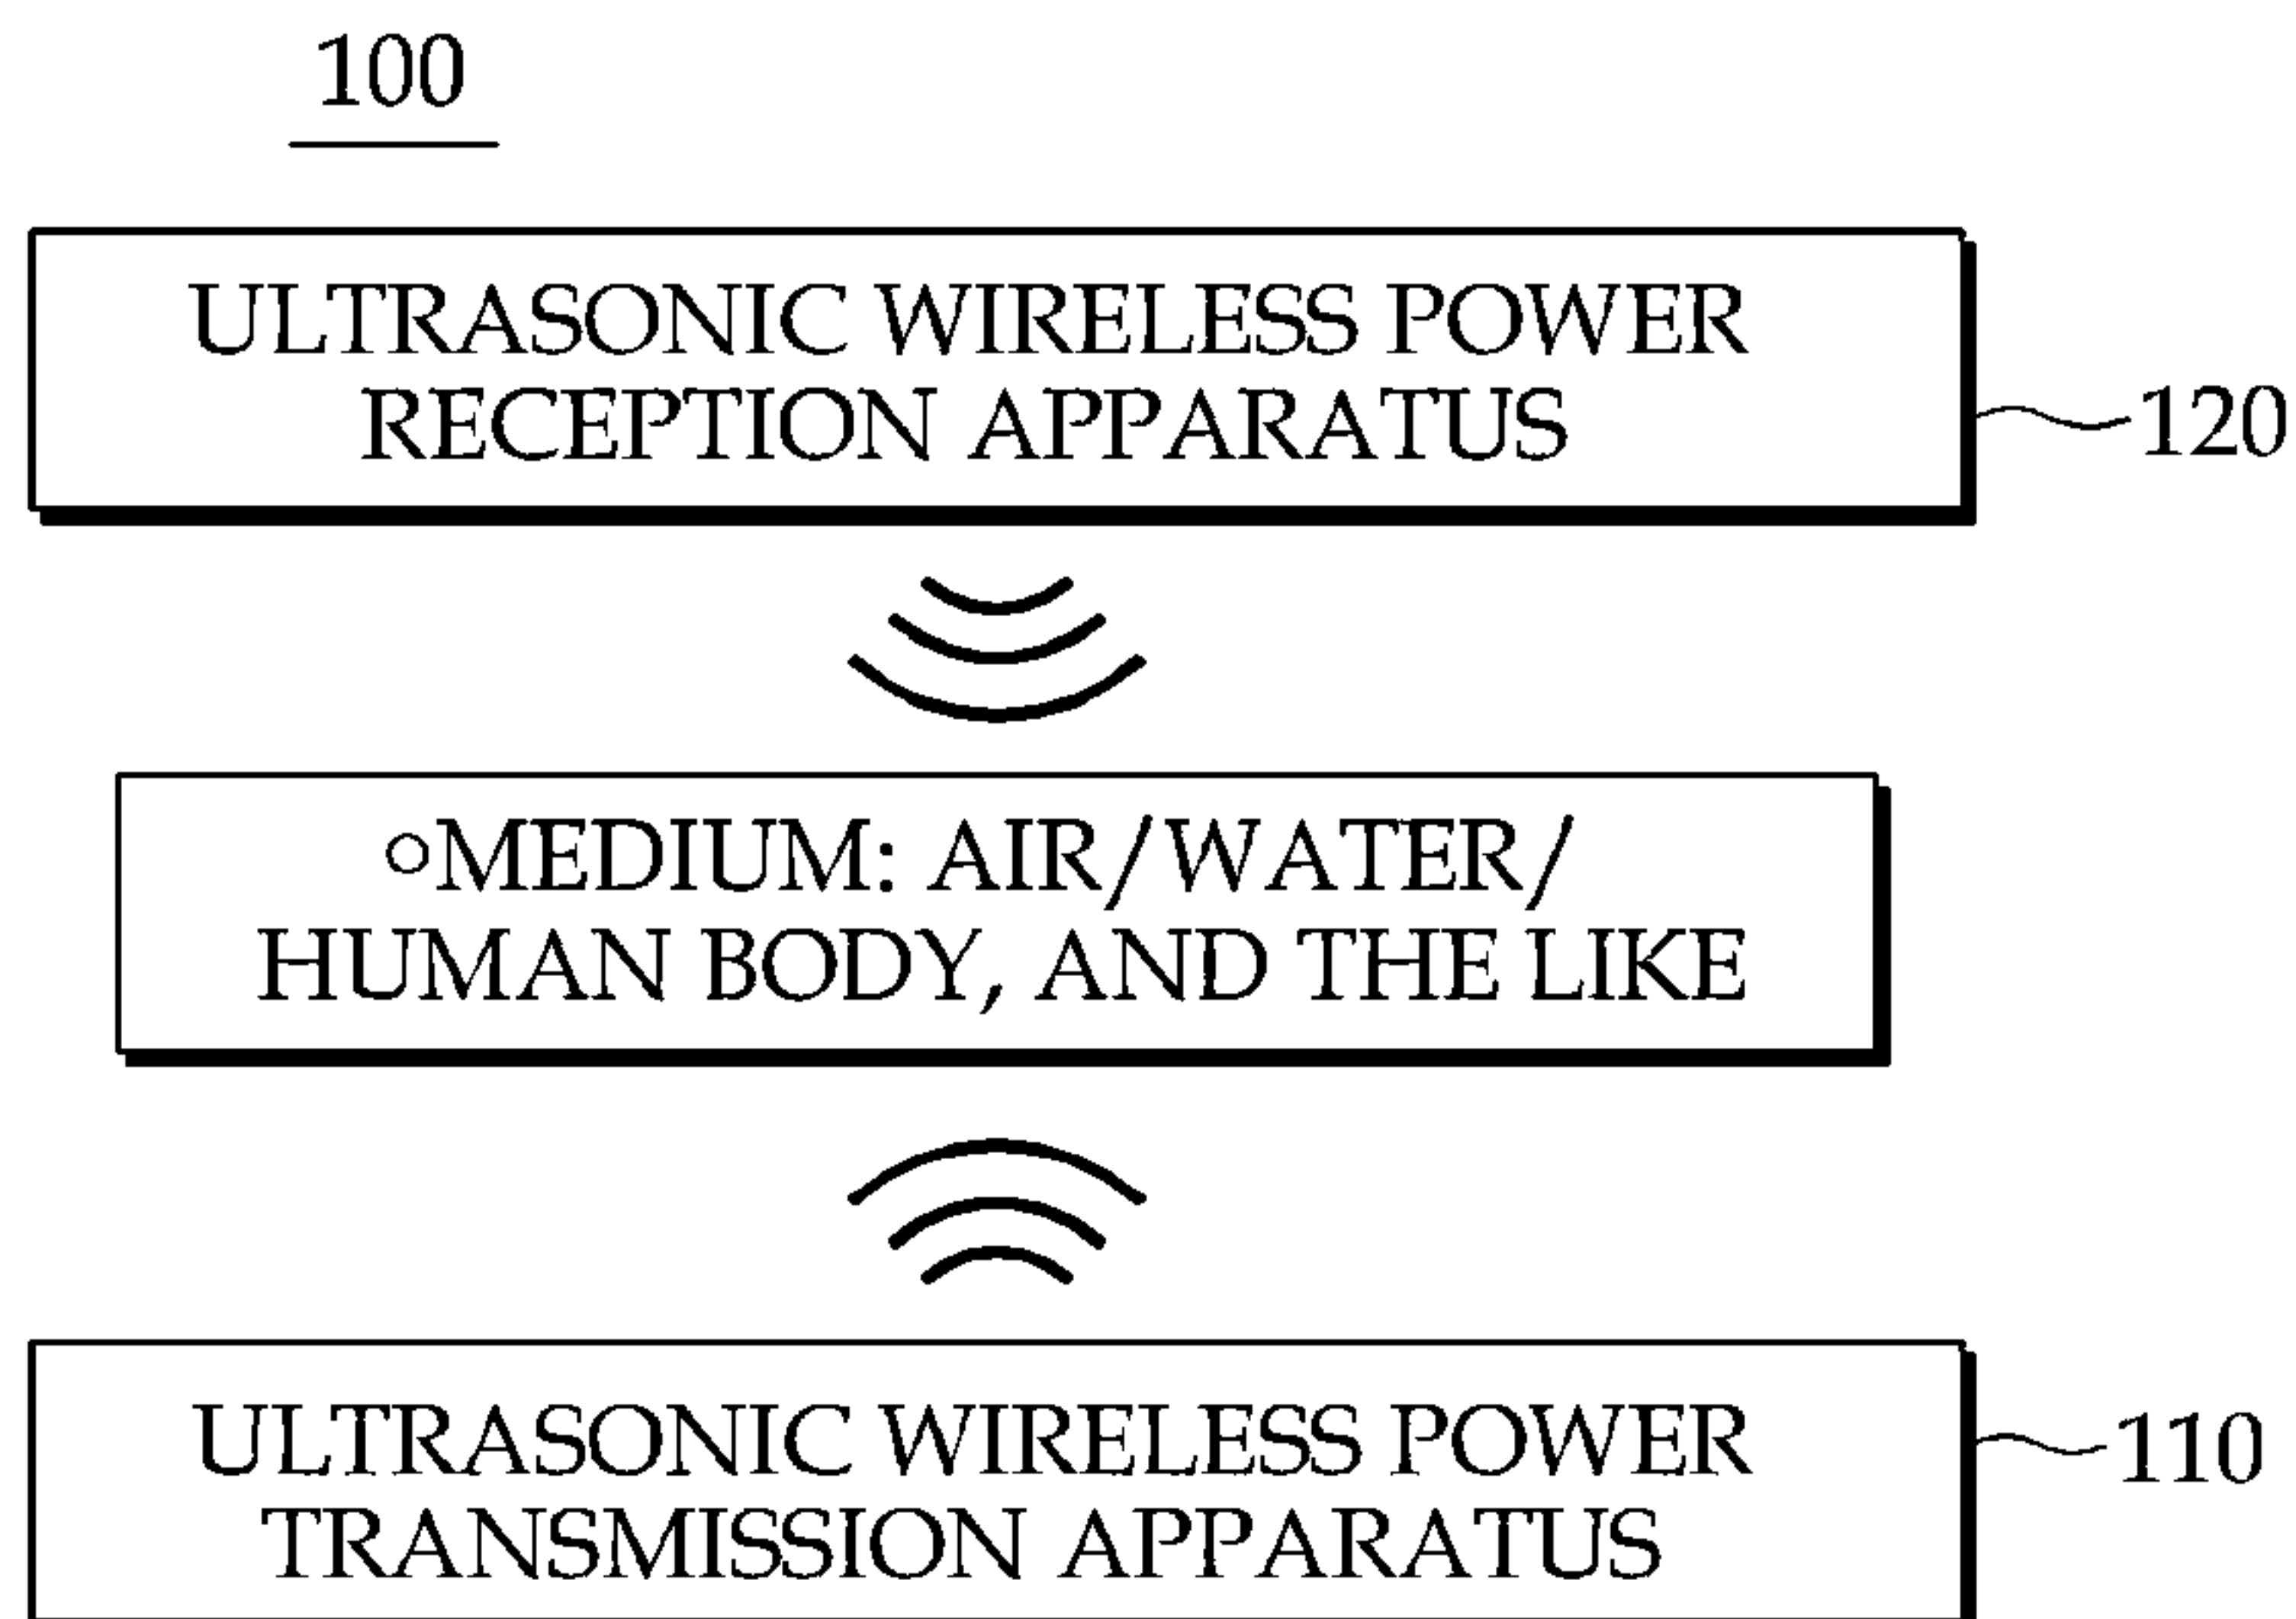 100
ULTRASONIC WIRELESS POWER
RECEPTION APPARATUS
120
○MEDIUM: AIR/WATER/
HUMAN BODY, AND THE LIKE
ULTRASONIC WIRELESS POWER
TRANSMISSION APPARATUS
110